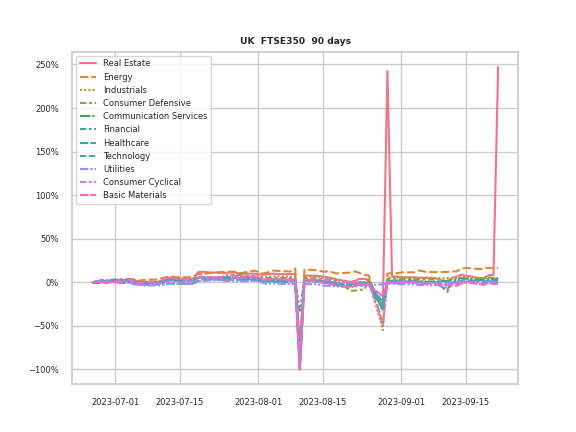 UK  FTSE350  90 days
250%
200%
150%
100%
50%
0%
−50%
−100%
Real Estate
Energy
Industrials
Consumer Defensive
Communication Services
Financial
Healthcare
Technology
Utilities
Consumer Cyclical
Basic Materials
2023-07-01 2023-07-15 2023-08-01 2023-08-15 2023-09-01 2023-09-15